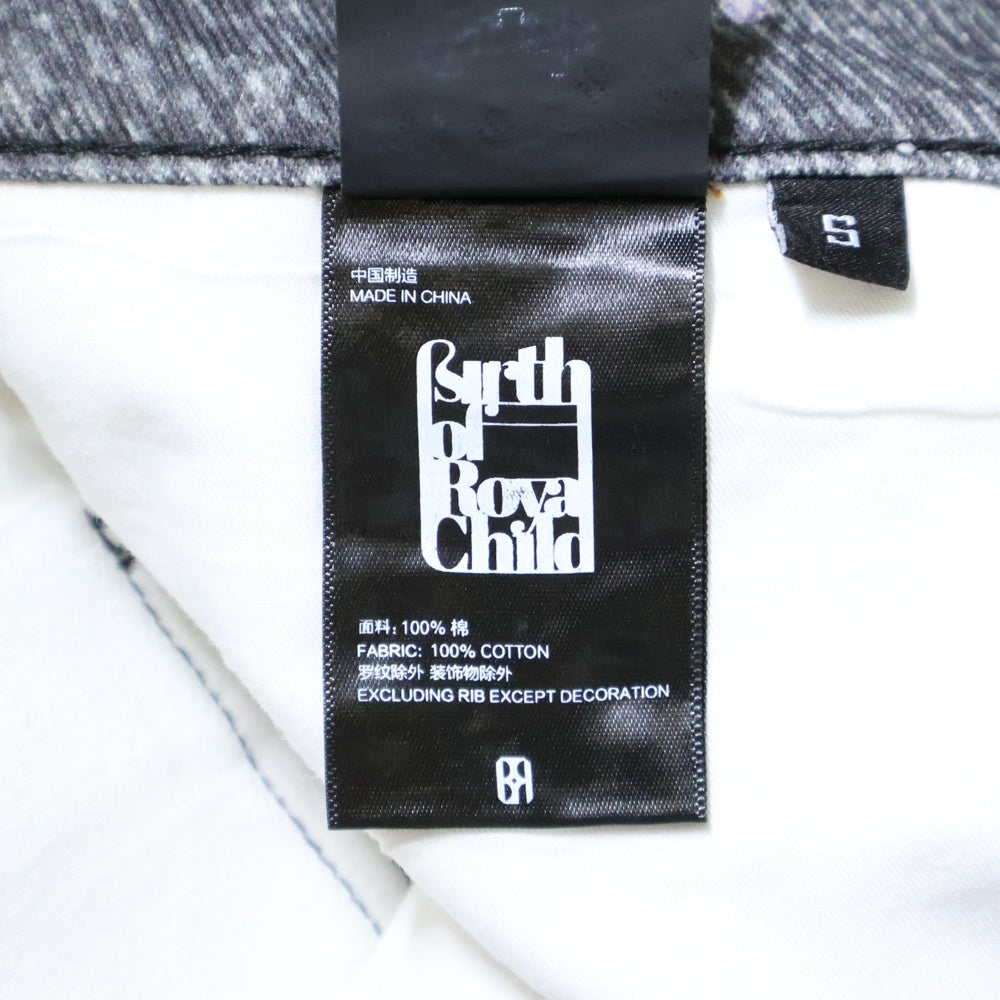 S
中国制造
MADE IN CHINA
Birth
of
Roya
Child
面料: 100% 棉
FABRIC: 100% COTTON
罗纹除外 装饰物除外
EXCLUDING RIB EXCEPT DECORATION